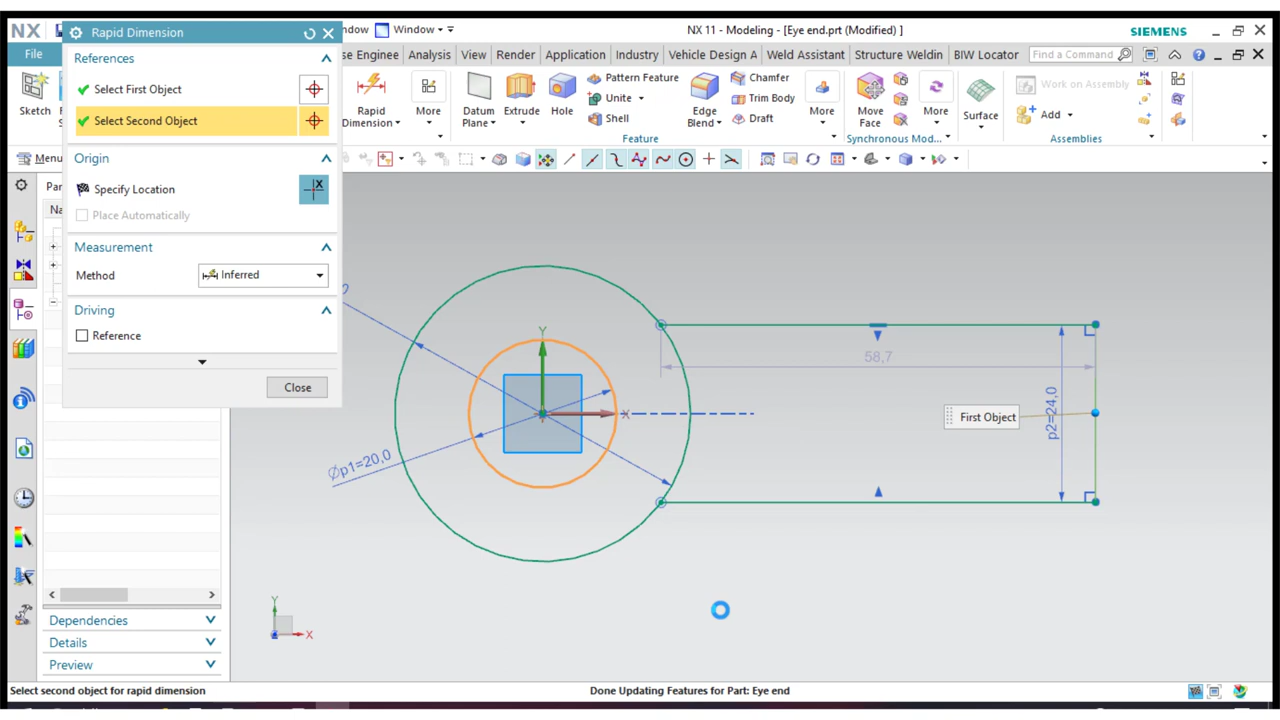 NX
Window
NX 11 - Modeling - [Eye end.prt (Modified) ]
SIEMENS
File
Engineer
Analysis
View
Render
Application
Industry
Vehicle Design A
Weld Assistant
Structure Weldin
BIW Locator
Find a Command
Sketch
Rapid
Dimension
More
Datum
Plane
Extrude
Hole
Pattern Feature
Unite
Shell
Edge
Blend
Chamfer
Trim Body
Draft
More
Move
Face
More
Surface
Work on Assembly
Add
Feature
Synchronous Mod...
Assemblies
Menu
Rapid Dimension
References
Select First Object
Select Second Object
Origin
Specify Location
Place Automatically
Measurement
Method
Inferred
Driving
Reference
Close
Par
Na
Y
X
58,7
p2=24,0
Øp1=20,0
First Object
Y
X
Dependencies
Details
Preview
Select second object for rapid dimension
Done Updating Features for Part: Eye end